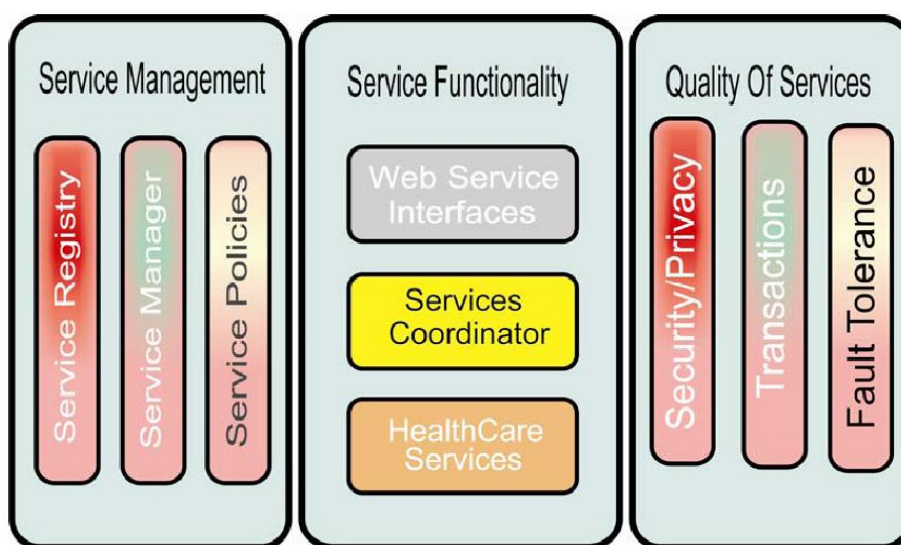 Service Management
Service Registry
Service Manager
Service Policies
Service Functionality
Web Service
Interfaces
Services
Coordinator
HealthCare
Services
Quality Of Services
Security/Privacy
Transactions
Fault Tolerance